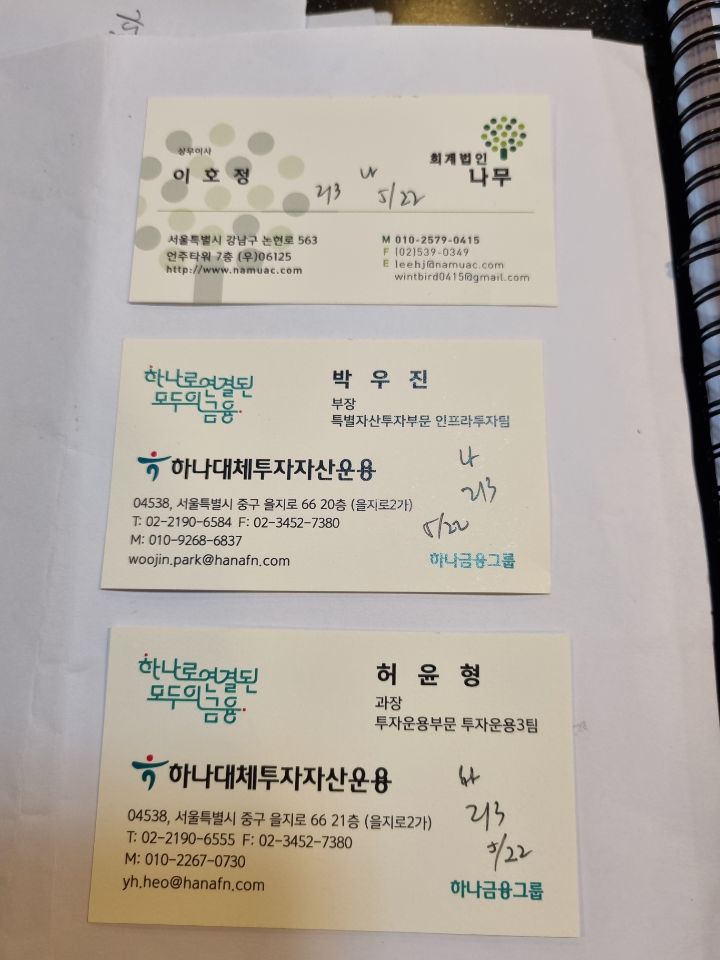 상무이사
이 호 정
회계법인
나무
나
5/22
서울특별시 강남구 논현로 563
언주타워 7층 (우)06125
http://www.namuac.com
M 010-2579-0415
F (02)539-0349
E leehj@namuac.com
wintbird0415@gmail.com
하나로 연결된
모두의 금융
박 우 진
부장
특별자산투자부문 인프라투자팀
하나대체투자자산운용
나
5/22
04538, 서울특별시 중구 을지로 66 20층 (을지로2가)
T: 02-2190-6584 F: 02-3452-7380
M: 010-9268-6837
woojin.park@hanafn.com
하나금융그룹
하나로 연결된
모두의 금융
허 윤 형
과장
투자운용부문 투자운용3팀
하나대체투자자산운용
5/22
04538, 서울특별시 중구 을지로 66 21층 (을지로2가)
T: 02-2190-6555 F: 02-3452-7380
M: 010-2267-0730
yh.heo@hanafn.com
하나금융그룹